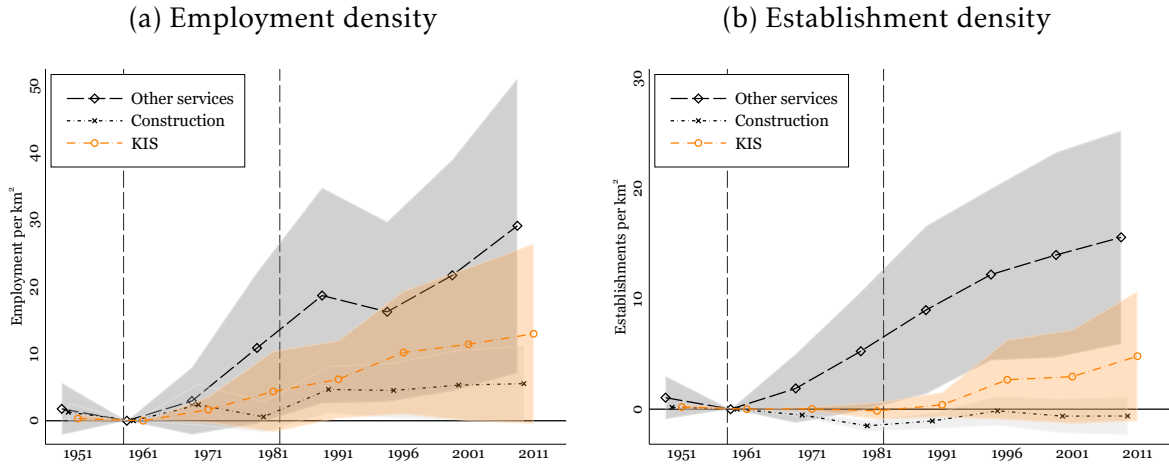 (a) Employment density
Employment per km²
0 10 20 30 40 50
Other services
Construction
KIS
1951 1961 1971 1981 1991 1996 2001 2011
(b) Establishment density
Establishments per km²
0 10 20 30
Other services
Construction
KIS
1951 1961 1971 1981 1991 1996 2001 2011